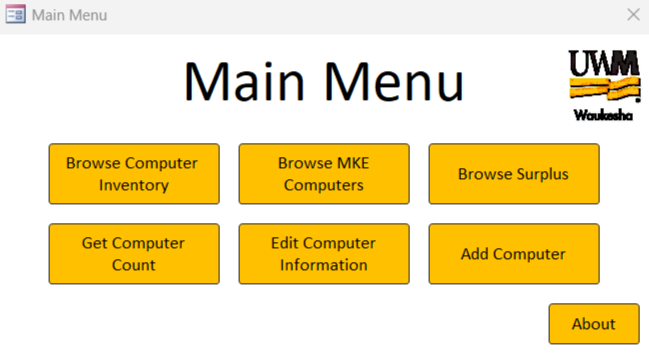 Main Menu
Main Menu
UWM
Waukesha
Browse Computer
Inventory
Browse MKE
Computers
Browse Surplus
Get Computer
Count
Edit Computer
Information
Add Computer
About